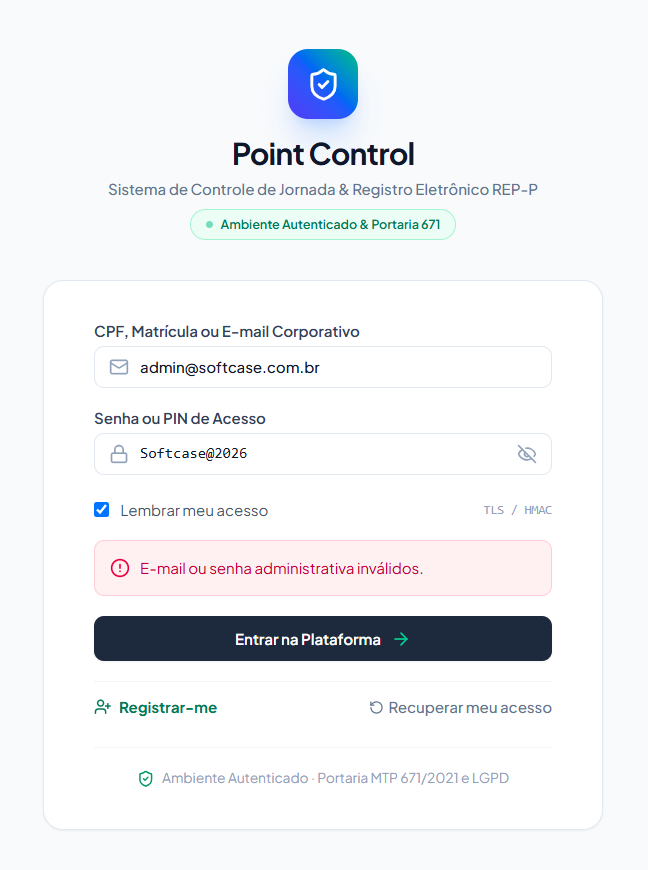 Point Control
Sistema de Controle de Jornada & Registro Eletrônico REP-P
Ambiente Autenticado & Portaria 671
CPF, Matrícula ou E-mail Corporativo
admin@softcase.com.br
Senha ou PIN de Acesso
Softcase@2026
Lembrar meu acesso TLS / HMAC
E-mail ou senha administrativa inválidos.
Entrar na Plataforma
Registrar-me Recuperar meu acesso
Ambiente Autenticado · Portaria MTP 671/2021 e LGPD